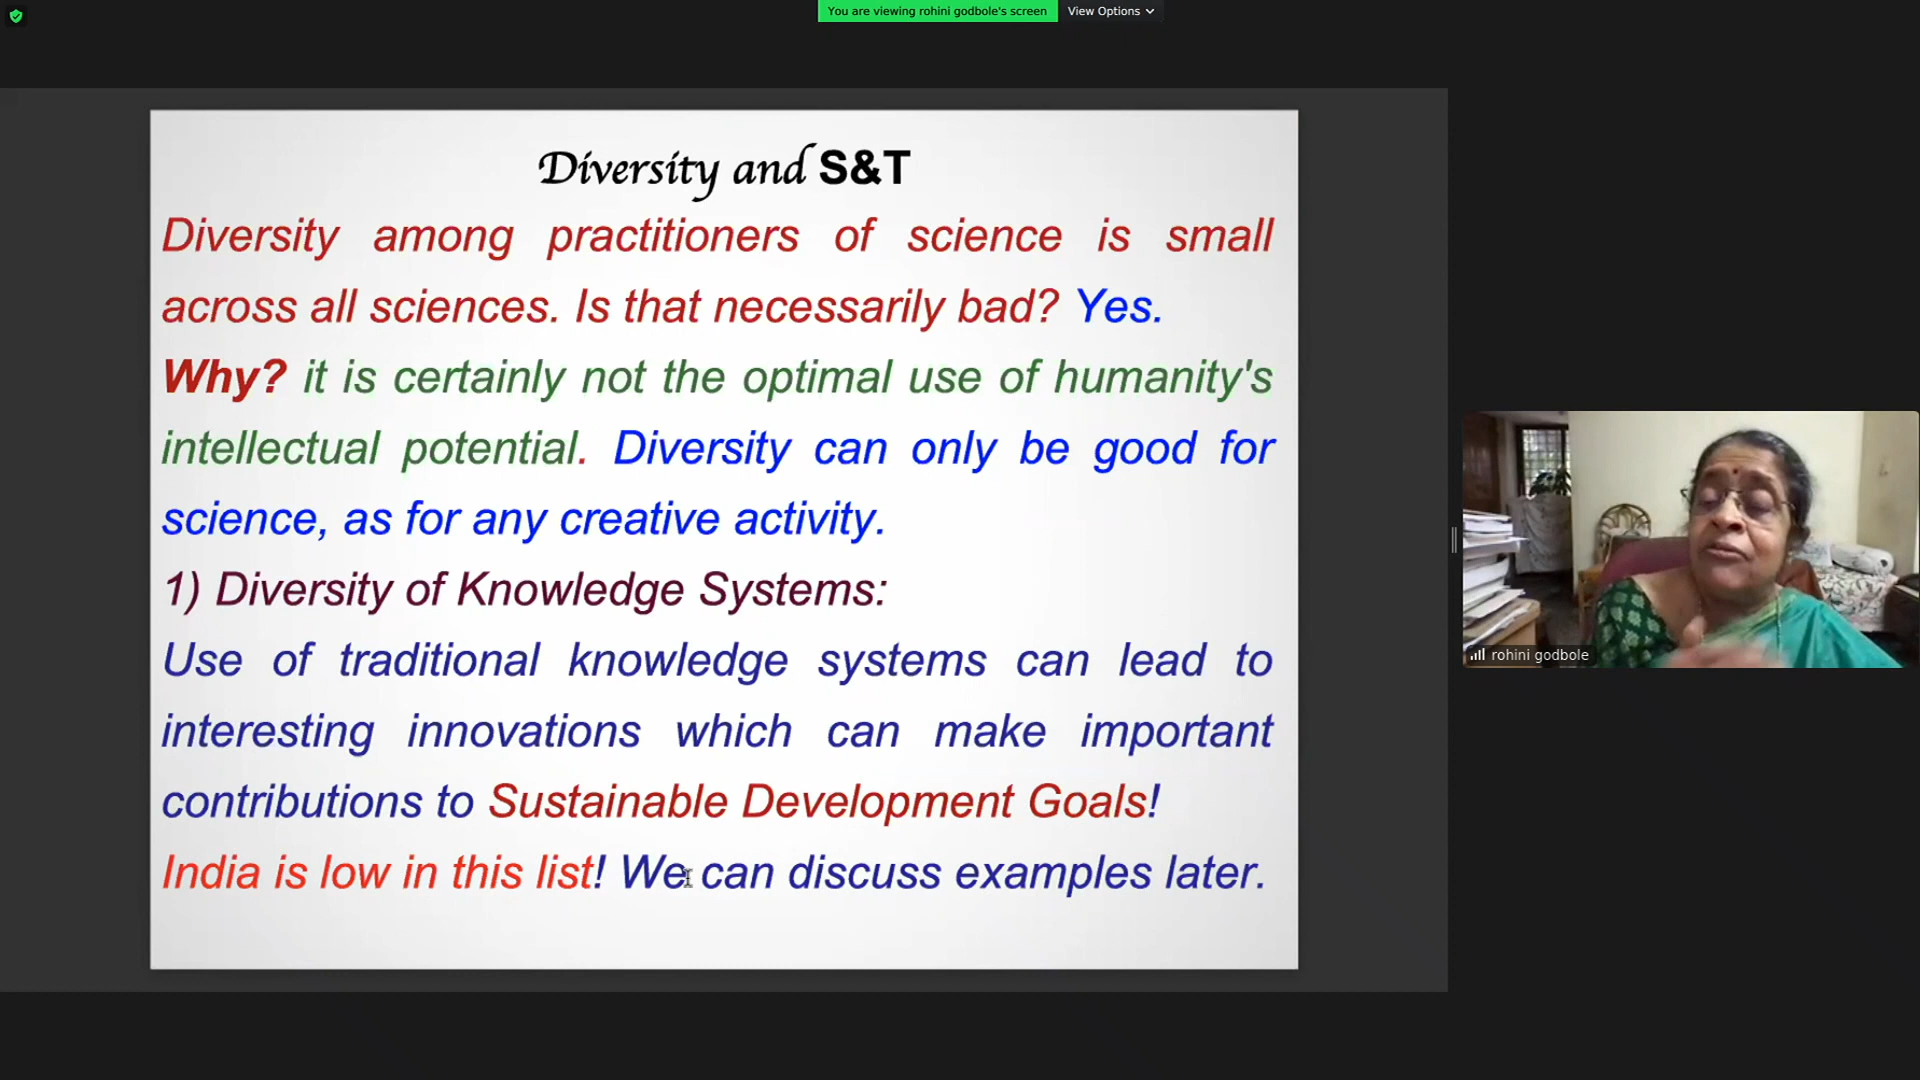 You are viewing rohini godbole's screen
View Options
Diversity and S&T
Diversity among practitioners of science is small
across all sciences. Is that necessarily bad? Yes.
Why? it is certainly not the optimal use of humanity's
intellectual potential. Diversity can only be good for
science, as for any creative activity.
1) Diversity of Knowledge Systems:
Use of traditional knowledge systems can lead to
interesting innovations which can make important
contributions to Sustainable Development Goals!
India is low in this list! We can discuss examples later.
rohini godbole